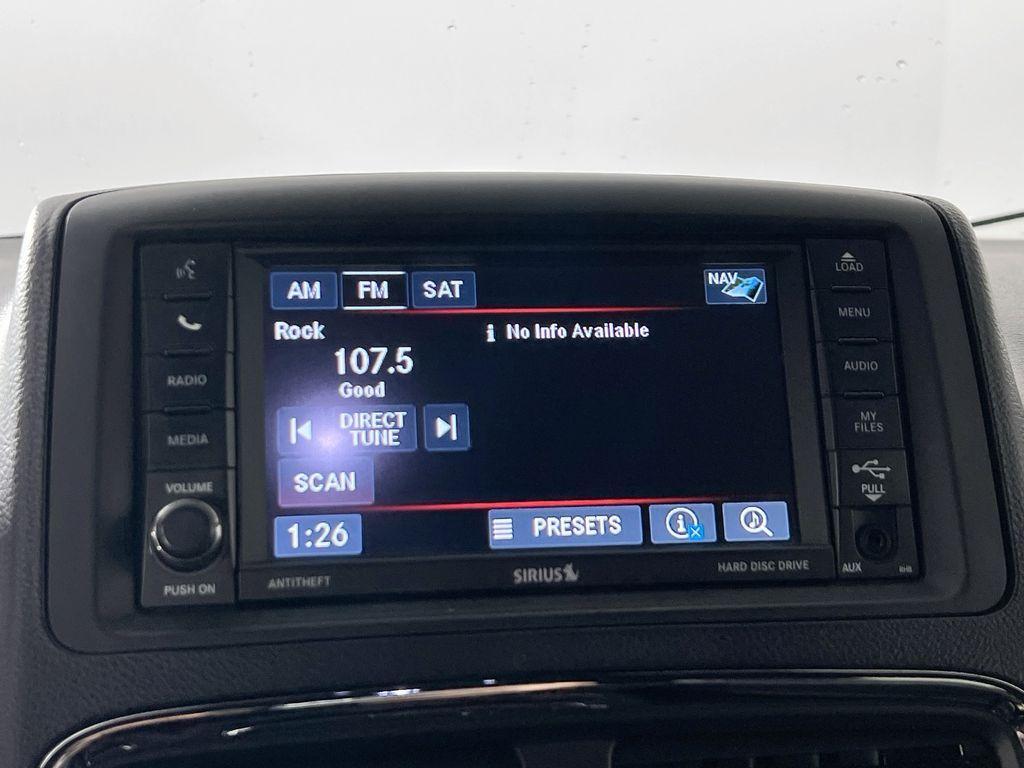 AM FM SAT NAV
Rock
i No Info Available
107.5
Good
DIRECT
TUNE
SCAN
1:26
PRESETS
i
RADIO
MEDIA
VOLUME
PUSH ON
LOAD
MENU
AUDIO
MY
FILES
PULL
AUX
RHB
ANTITHEFT
SIRIUS
HARD DISC DRIVE